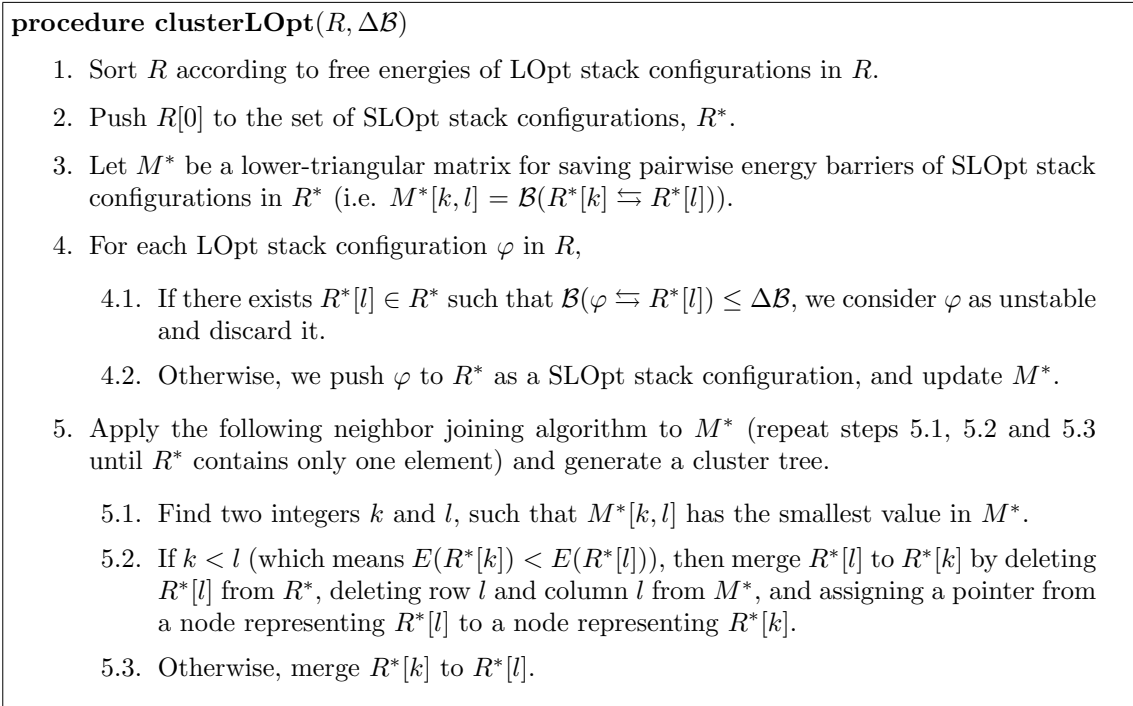 procedure clusterLOpt(R, Δ𝓑)
1. Sort R according to free energies of LOpt stack configurations in R.
2. Push R[0] to the set of SLOpt stack configurations, R*.
3. Let M* be a lower-triangular matrix for saving pairwise energy barriers of SLOpt stack
configurations in R* (i.e. M*[k, l] = 𝓑(R*[k] ⇆ R*[l])).
4. For each LOpt stack configuration φ in R,
4.1. If there exists R*[l] ∈ R* such that 𝓑(φ ⇆ R*[l]) ≤ Δ𝓑, we consider φ as unstable
and discard it.
4.2. Otherwise, we push φ to R* as a SLOpt stack configuration, and update M*.
5. Apply the following neighbor joining algorithm to M* (repeat steps 5.1, 5.2 and 5.3
until R* contains only one element) and generate a cluster tree.
5.1. Find two integers k and l, such that M*[k, l] has the smallest value in M*.
5.2. If k < l (which means E(R*[k]) < E(R*[l])), then merge R*[l] to R*[k] by deleting
R*[l] from R*, deleting row l and column l from M*, and assigning a pointer from
a node representing R*[l] to a node representing R*[k].
5.3. Otherwise, merge R*[k] to R*[l].